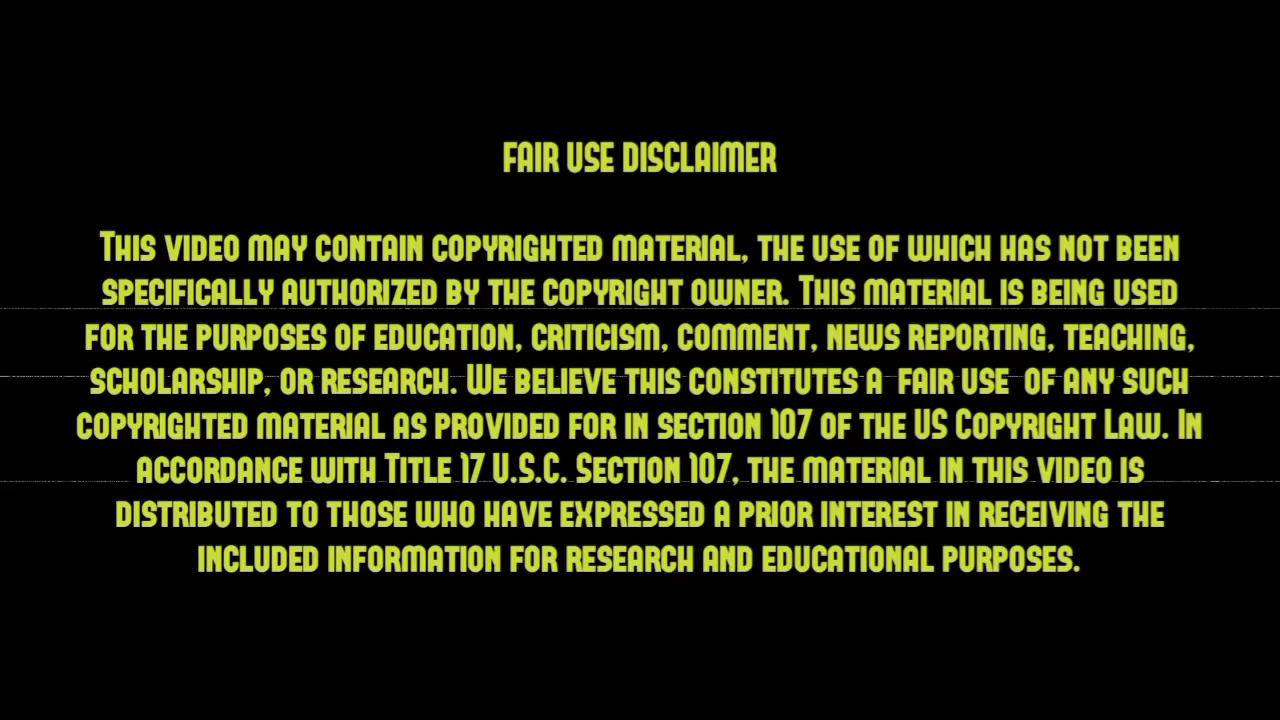 FAIR USE DISCLAIMER
This video may contain copyrighted material, the use of which has not been
specifically authorized by the copyright owner. This material is being used
for the purposes of education, criticism, comment, news reporting, teaching,
scholarship, or research. We believe this constitutes a fair use of any such
copyrighted material as provided for in section 107 of the US Copyright Law. In
accordance with Title 17 U.S.C. Section 107, the material in this video is
distributed to those who have expressed a prior interest in receiving the
included information for research and educational purposes.